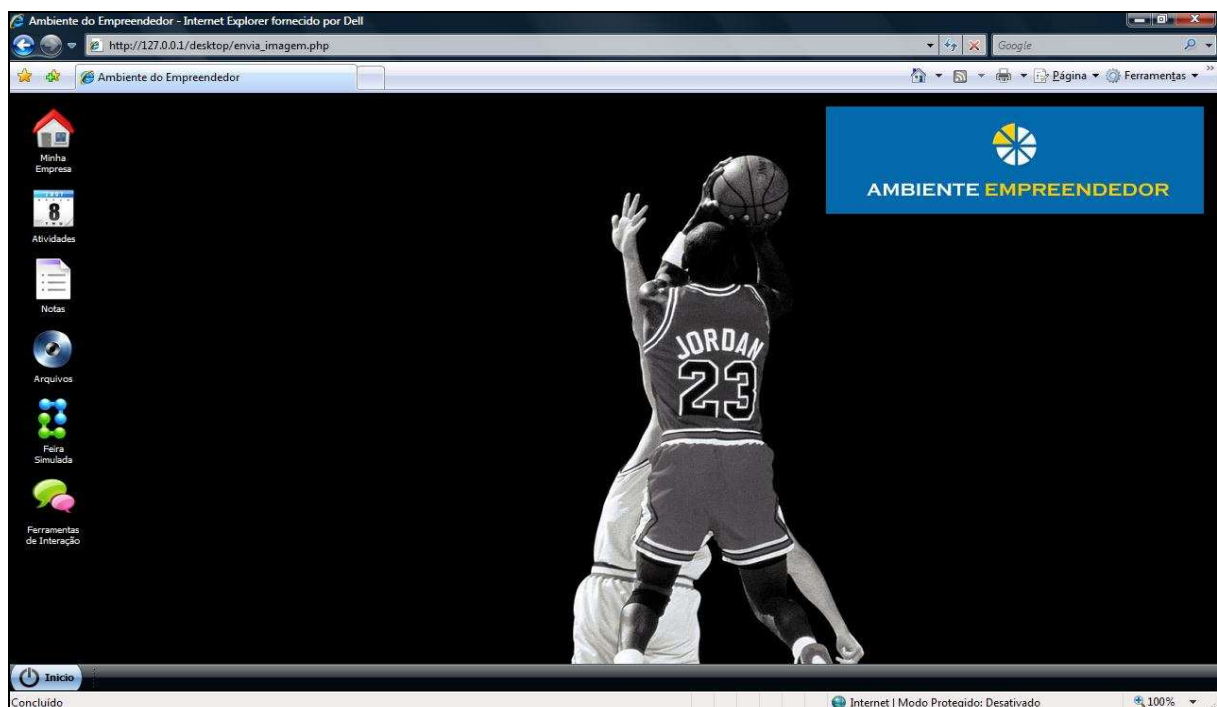 Ambiente do Empreendedor - Internet Explorer fornecido por Dell
http://127.0.0.1/desktop/envia_imagem.php
Google
Ambiente do Empreendedor
Página
Ferramentas
AMBIENTE EMPREENDEDOR
Minha
Empresa
8
Atividades
Notas
Arquivos
Feira
Simulada
Ferramentas
de Interação
JORDAN
23
Inicio
Concluído
Internet | Modo Protegido: Desativado
100%